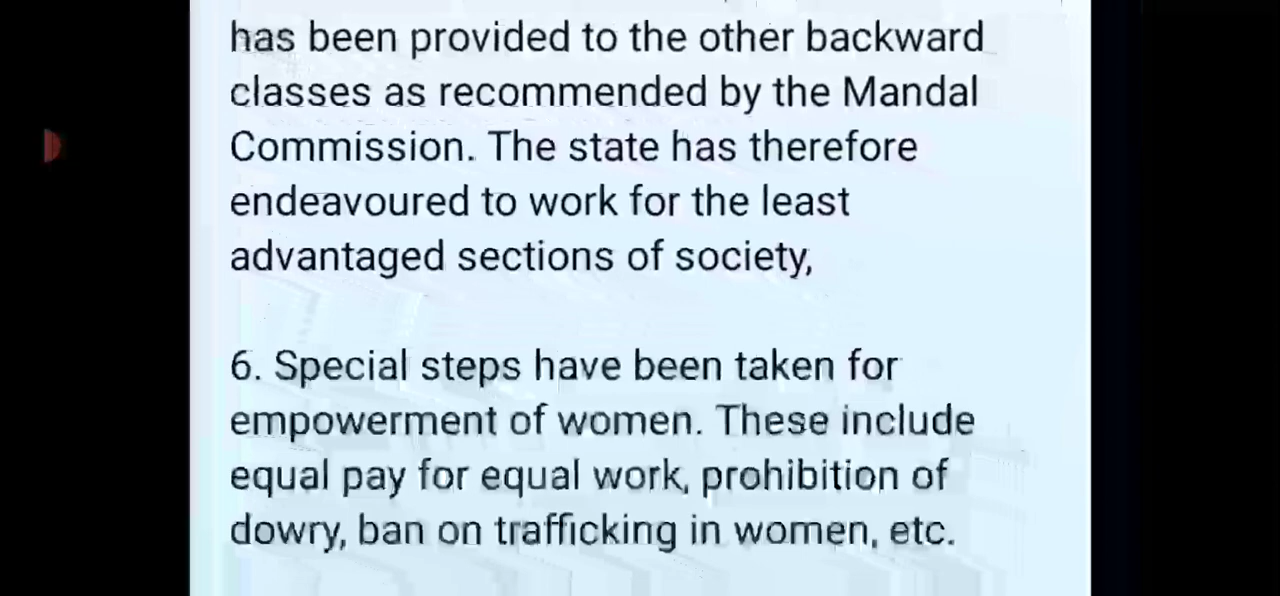 has been provided to the other backward
classes as recommended by the Mandal
Commission. The state has therefore
endeavoured to work for the least
advantaged sections of society,
6. Special steps have been taken for
empowerment of women. These include
equal pay for equal work, prohibition of
dowry, ban on trafficking in women, etc.